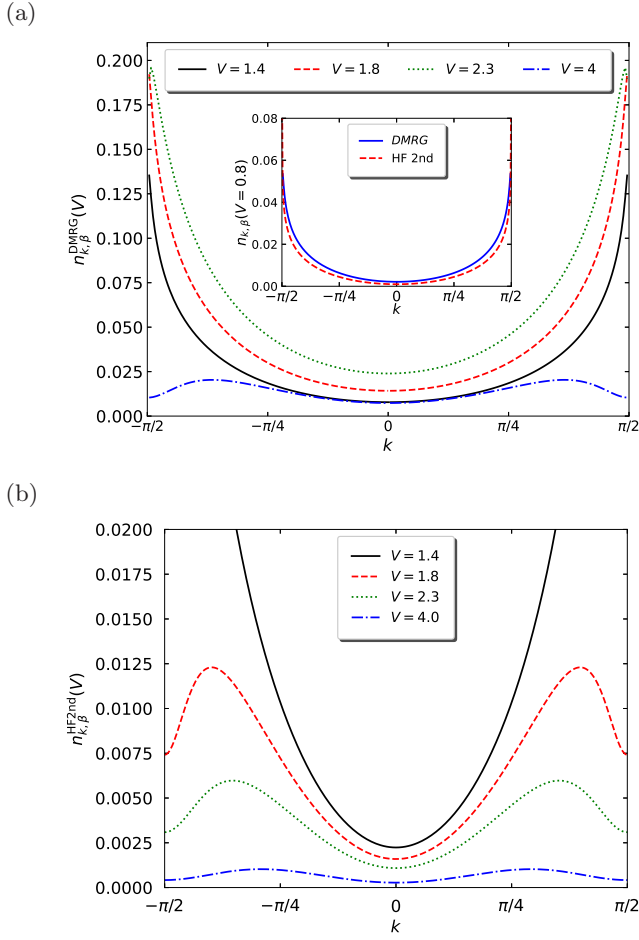 (a)
0.200
0.175
0.150
0.125
0.100
0.075
0.050
0.025
0.000
n_{k,β}^{DMRG}(V)
V = 1.4 V = 1.8 V = 2.3 V = 4
0.08
0.06
0.04
0.02
0.00
n_{k,β}(V = 0.8)
DMRG
HF 2nd
−π/2 −π/4 0 π/4 π/2
k
−π/2 −π/4 0 π/4 π/2
k
(b)
0.0200
0.0175
0.0150
0.0125
0.0100
0.0075
0.0050
0.0025
0.0000
n_{k,β}^{HF2nd}(V)
V = 1.4
V = 1.8
V = 2.3
V = 4.0
−π/2 −π/4 0 π/4 π/2
k